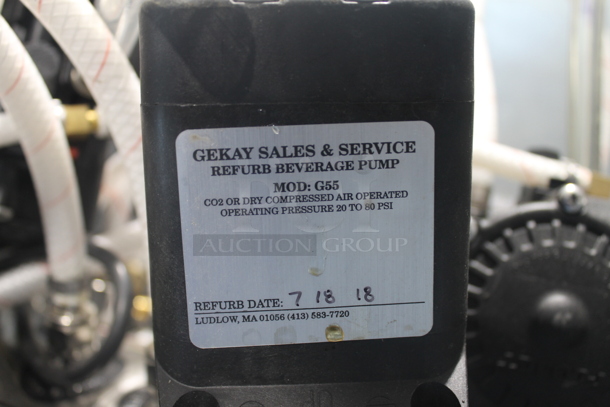 GEKAY SALES & SERVICE
REFURB BEVERAGE PUMP
MOD: G55
CO2 OR DRY COMPRESSED AIR OPERATED
OPERATING PRESSURE 20 TO 80 PSI
AUCTION GROUP
REFURB DATE: 7 18 18
LUDLOW, MA 01056 (413) 583-7720